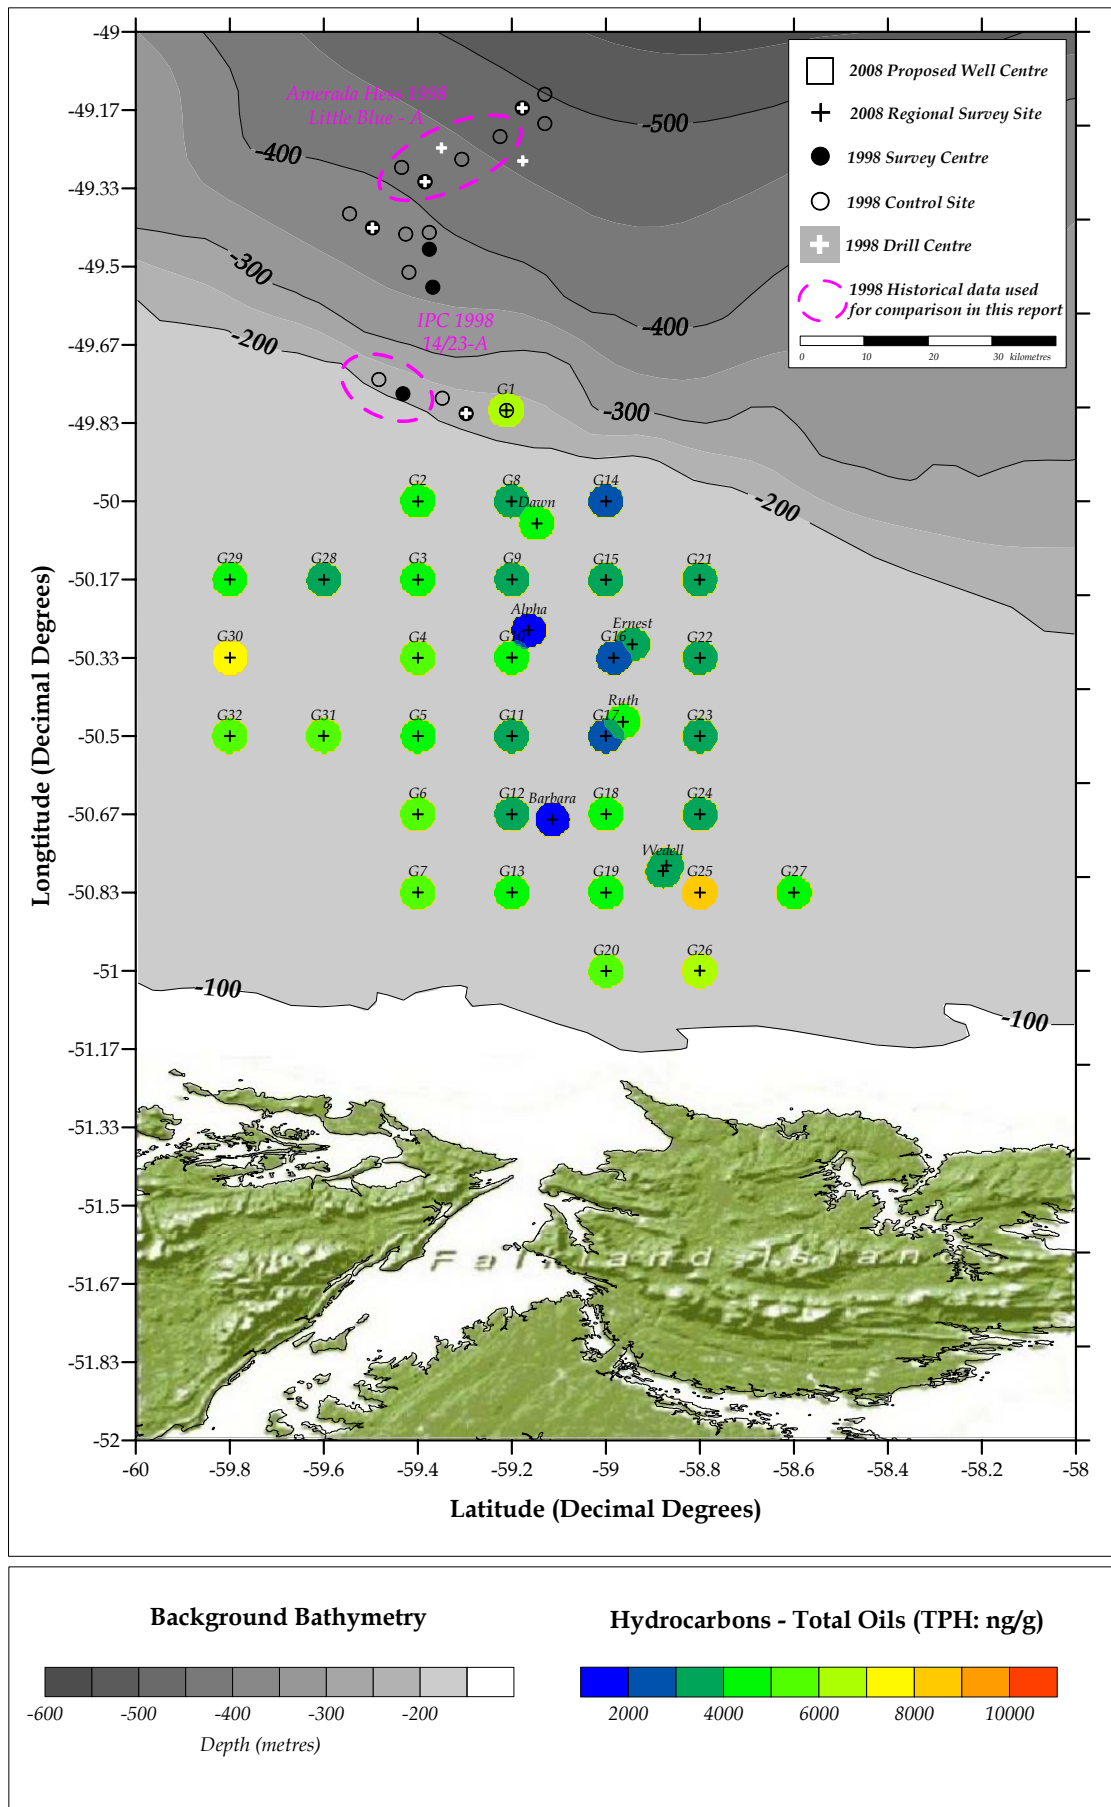 -49
-49.17
-49.33
-49.5
-49.67
-49.83
-50
-50.17
-50.33
-50.5
-50.67
-50.83
-51
-51.17
-51.33
-51.5
-51.67
-51.83
-52
Longtitude (Decimal Degrees)
2008 Proposed Well Centre
2008 Regional Survey Site
1998 Survey Centre
1998 Control Site
1998 Drill Centre
1998 Historical data used
for comparison in this report
0 10 20 30 kilometres
Amerada Hess 1998
Little Blue - A
-500
-400
-300
-400
IPC 1998
14/23-A
-200
-300
G1
-200
G2 G8 G14
Dawn
G29 G28 G3 G9 G15 G21
Alpha
Ernest
G30 G4 G10 G16 G22
Ruth
G32 G31 G5 G11 G17 G23
G6 G12 Barbara G18 G24
Wedell
G7 G13 G19 G25 G27
G20 G26
-100
-100
Falkland Islands
-60 -59.8 -59.6 -59.4 -59.2 -59 -58.8 -58.6 -58.4 -58.2 -58
Latitude (Decimal Degrees)
Background Bathymetry
-600 -500 -400 -300 -200
Depth (metres)
Hydrocarbons - Total Oils (TPH: ng/g)
2000 4000 6000 8000 10000